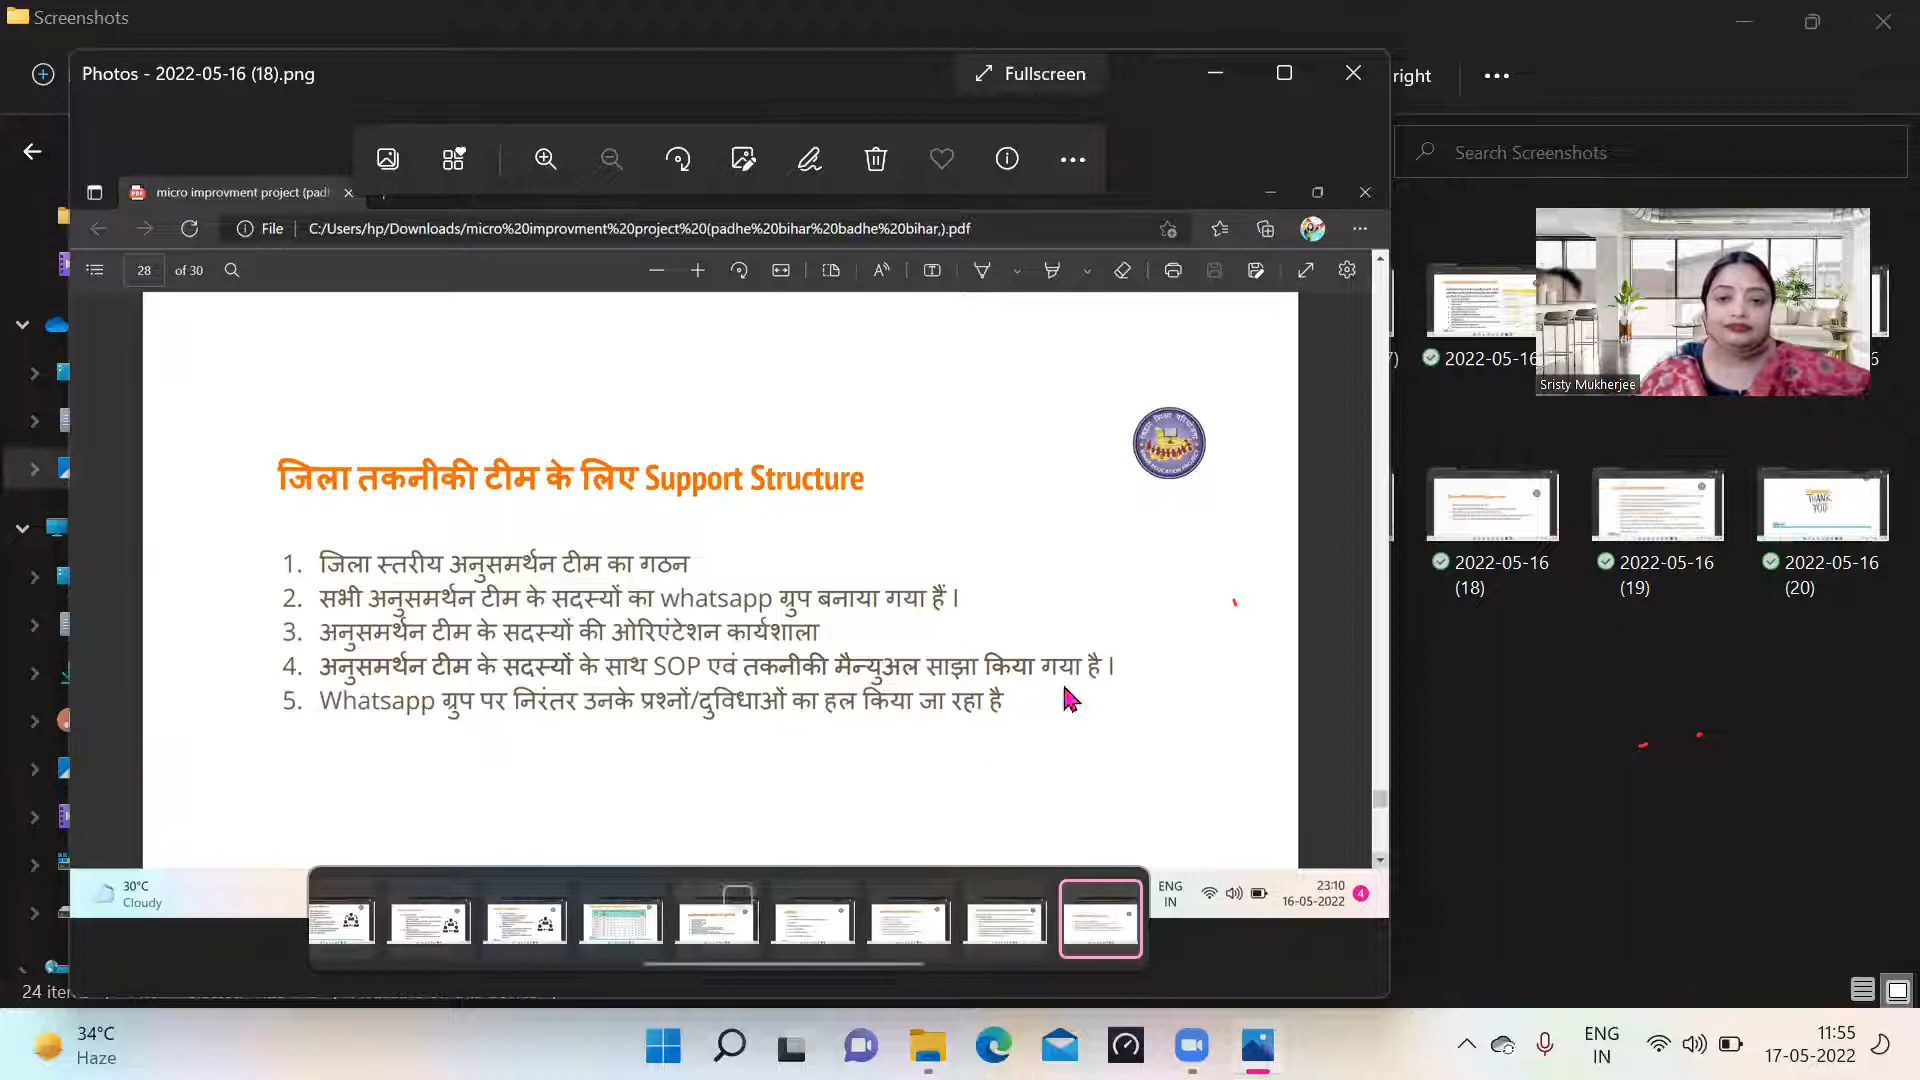 Screenshots
Photos - 2022-05-16 (18).png
Fullscreen
right
Search Screenshots
micro improvment project (padh
File
C:/Users/hp/Downloads/micro%20improvment%20project%20(padhe%20bihar%20badhe%20bihar,).pdf
28
of 30
जिला तकनीकी टीम के लिए Support Structure
1. जिला स्तरीय अनुसमर्थन टीम का गठन
2. सभी अनुसमर्थन टीम के सदस्यों का whatsapp ग्रुप बनाया गया हैं l
3. अनुसमर्थन टीम के सदस्यों की ओरिएंटेशन कार्यशाला
4. अनुसमर्थन टीम के सदस्यों के साथ SOP एवं तकनीकी मैन्युअल साझा किया गया है l
5. Whatsapp ग्रुप पर निरंतर उनके प्रश्नों/दुविधाओं का हल किया जा रहा है
Sristy Mukherjee
2022-05-16
THANK
YOU
2022-05-16
(18)
2022-05-16
(19)
2022-05-16
(20)
30°C
Cloudy
ENG
IN
23:10
16-05-2022
4
24
34°C
Haze
ENG
IN
11:55
17-05-2022